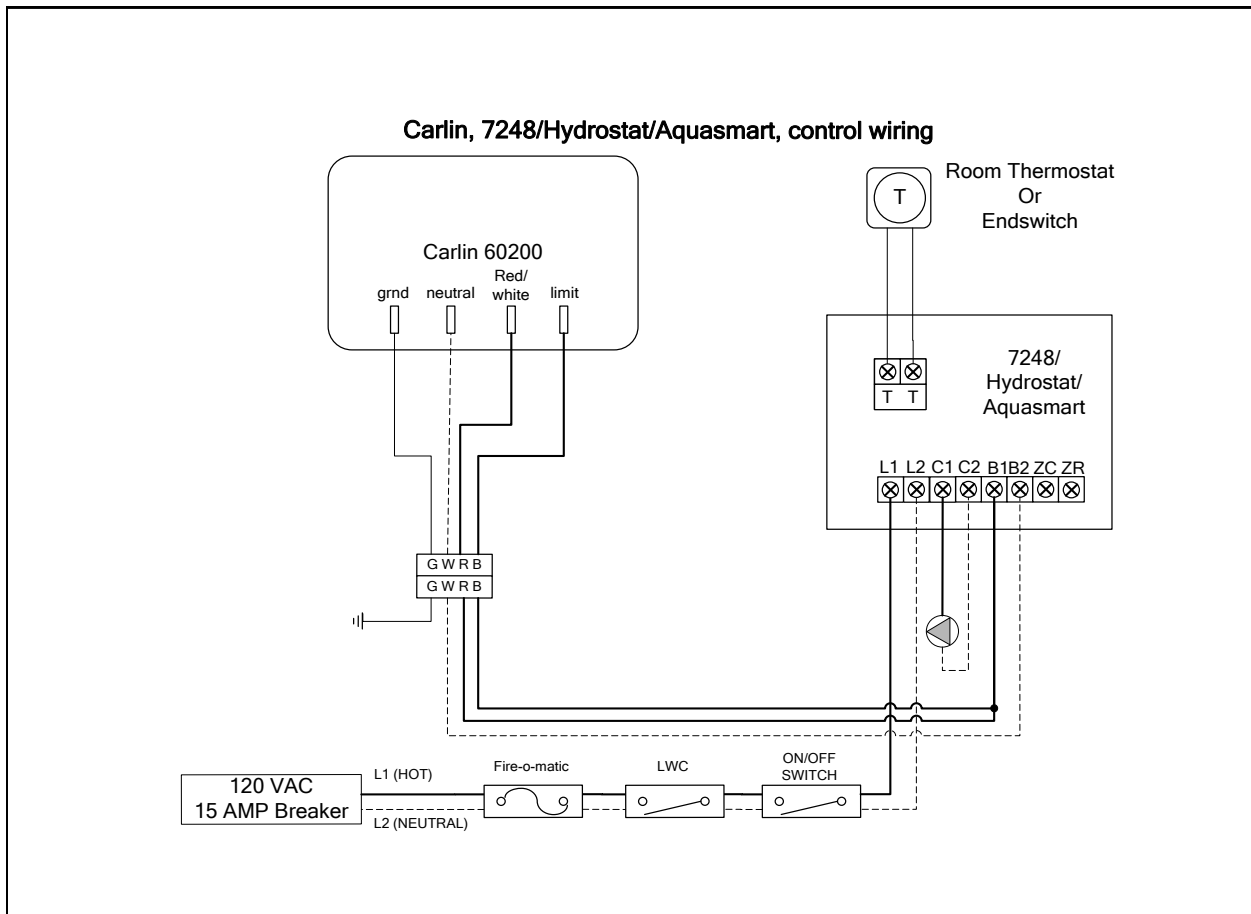 Carlin, 7248/Hydrostat/Aquasmart, control wiring
Carlin 60200
grnd
neutral
Red/
white
limit
T
Room Thermostat
Or
Endswitch
7248/
Hydrostat/
Aquasmart
T T
L1 L2 C1 C2 B1 B2 ZC ZR
G W R B
G W R B
120 VAC
15 AMP Breaker
L1 (HOT)
L2 (NEUTRAL)
Fire-o-matic
LWC
ON/OFF
SWITCH